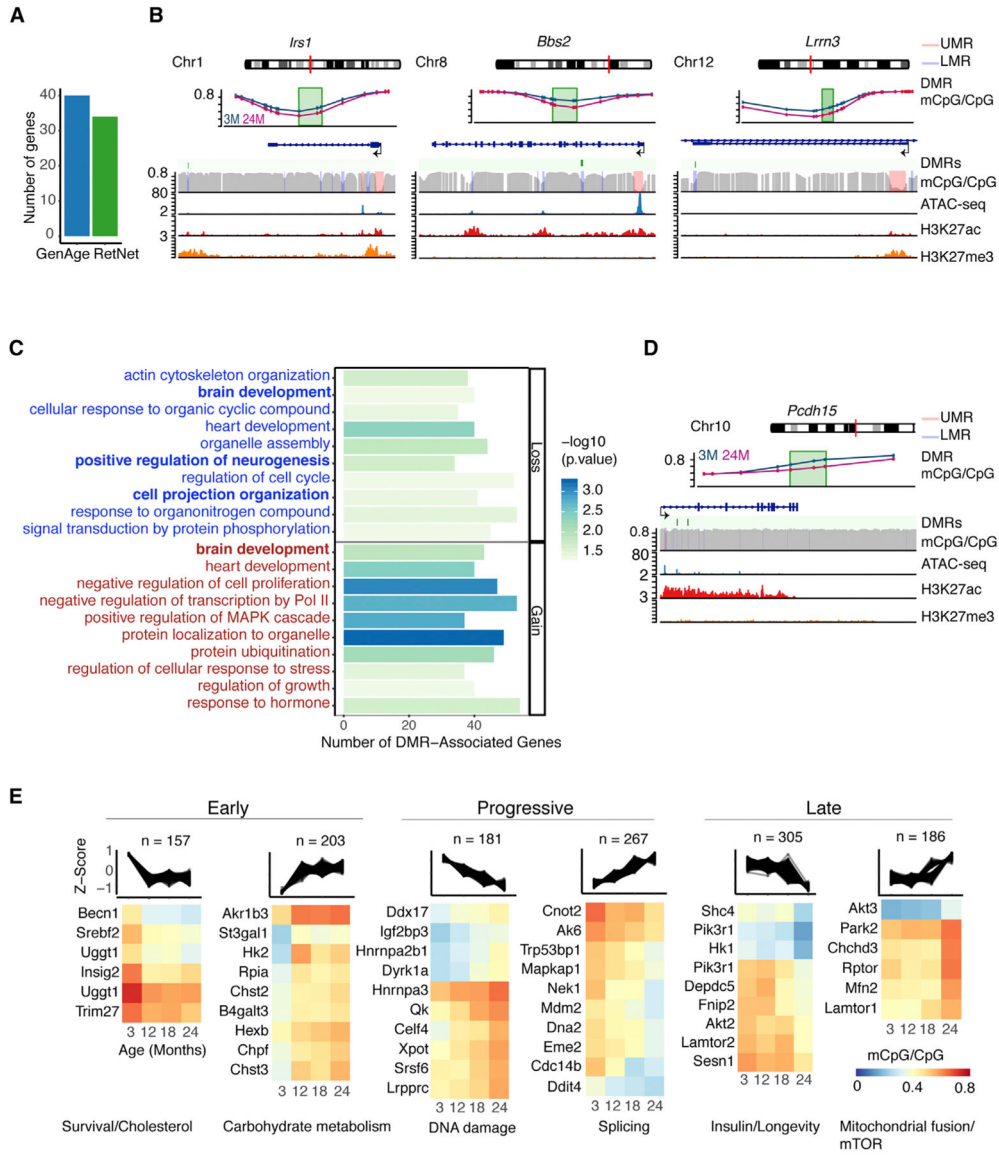 A
Number of genes
40
30
20
10
0
GenAge RetNet
B
Irs1
Bbs2
Lrrn3
Chr1
Chr8
Chr12
UMR
LMR
DMR
mCpG/CpG
0.8
3M 24M
DMRs
0.8
mCpG/CpG
80
ATAC-seq
2
H3K27ac
3
H3K27me3
C
actin cytoskeleton organization
brain development
cellular response to organic cyclic compound
heart development
organelle assembly
positive regulation of neurogenesis
regulation of cell cycle
cell projection organization
response to organonitrogen compound
signal transduction by protein phosphorylation
Loss
brain development
heart development
negative regulation of cell proliferation
negative regulation of transcription by Pol II
positive regulation of MAPK cascade
protein localization to organelle
protein ubiquitination
regulation of cellular response to stress
regulation of growth
response to hormone
Gain
0 20 40
Number of DMR-Associated Genes
-log10
(p.value)
3.0
2.5
2.0
1.5
D
Pcdh15
Chr10
UMR
LMR
3M 24M
0.8
DMR
mCpG/CpG
DMRs
0.8
mCpG/CpG
80
ATAC-seq
2
H3K27ac
3
H3K27me3
E
Early
Progressive
Late
n = 157
n = 203
n = 181
n = 267
n = 305
n = 186
Z-Score
1
0
-1
Becn1
Srebf2
Uggt1
Insig2
Uggt1
Trim27
3 12 18 24
Age (Months)
Survival/Cholesterol
Akr1b3
St3gal1
Hk2
Rpia
Chst2
B4galt3
Hexb
Chpf
Chst3
3 12 18 24
Carbohydrate metabolism
Ddx17
Igf2bp3
Hnrnpa2b1
Dyrk1a
Hnrnpa3
Qk
Celf4
Xpot
Srsf6
Lrpprc
3 12 18 24
DNA damage
Cnot2
Ak6
Trp53bp1
Mapkap1
Nek1
Mdm2
Dna2
Eme2
Cdc14b
Ddit4
3 12 18 24
Splicing
Shc4
Pik3r1
Hk1
Pik3r1
Depdc5
Fnip2
Akt2
Lamtor2
Sesn1
3 12 18 24
Insulin/Longevity
Akt3
Park2
Chchd3
Rptor
Mfn2
Lamtor1
3 12 18 24
mCpG/CpG
0 0.4 0.8
Mitochondrial fusion/
mTOR